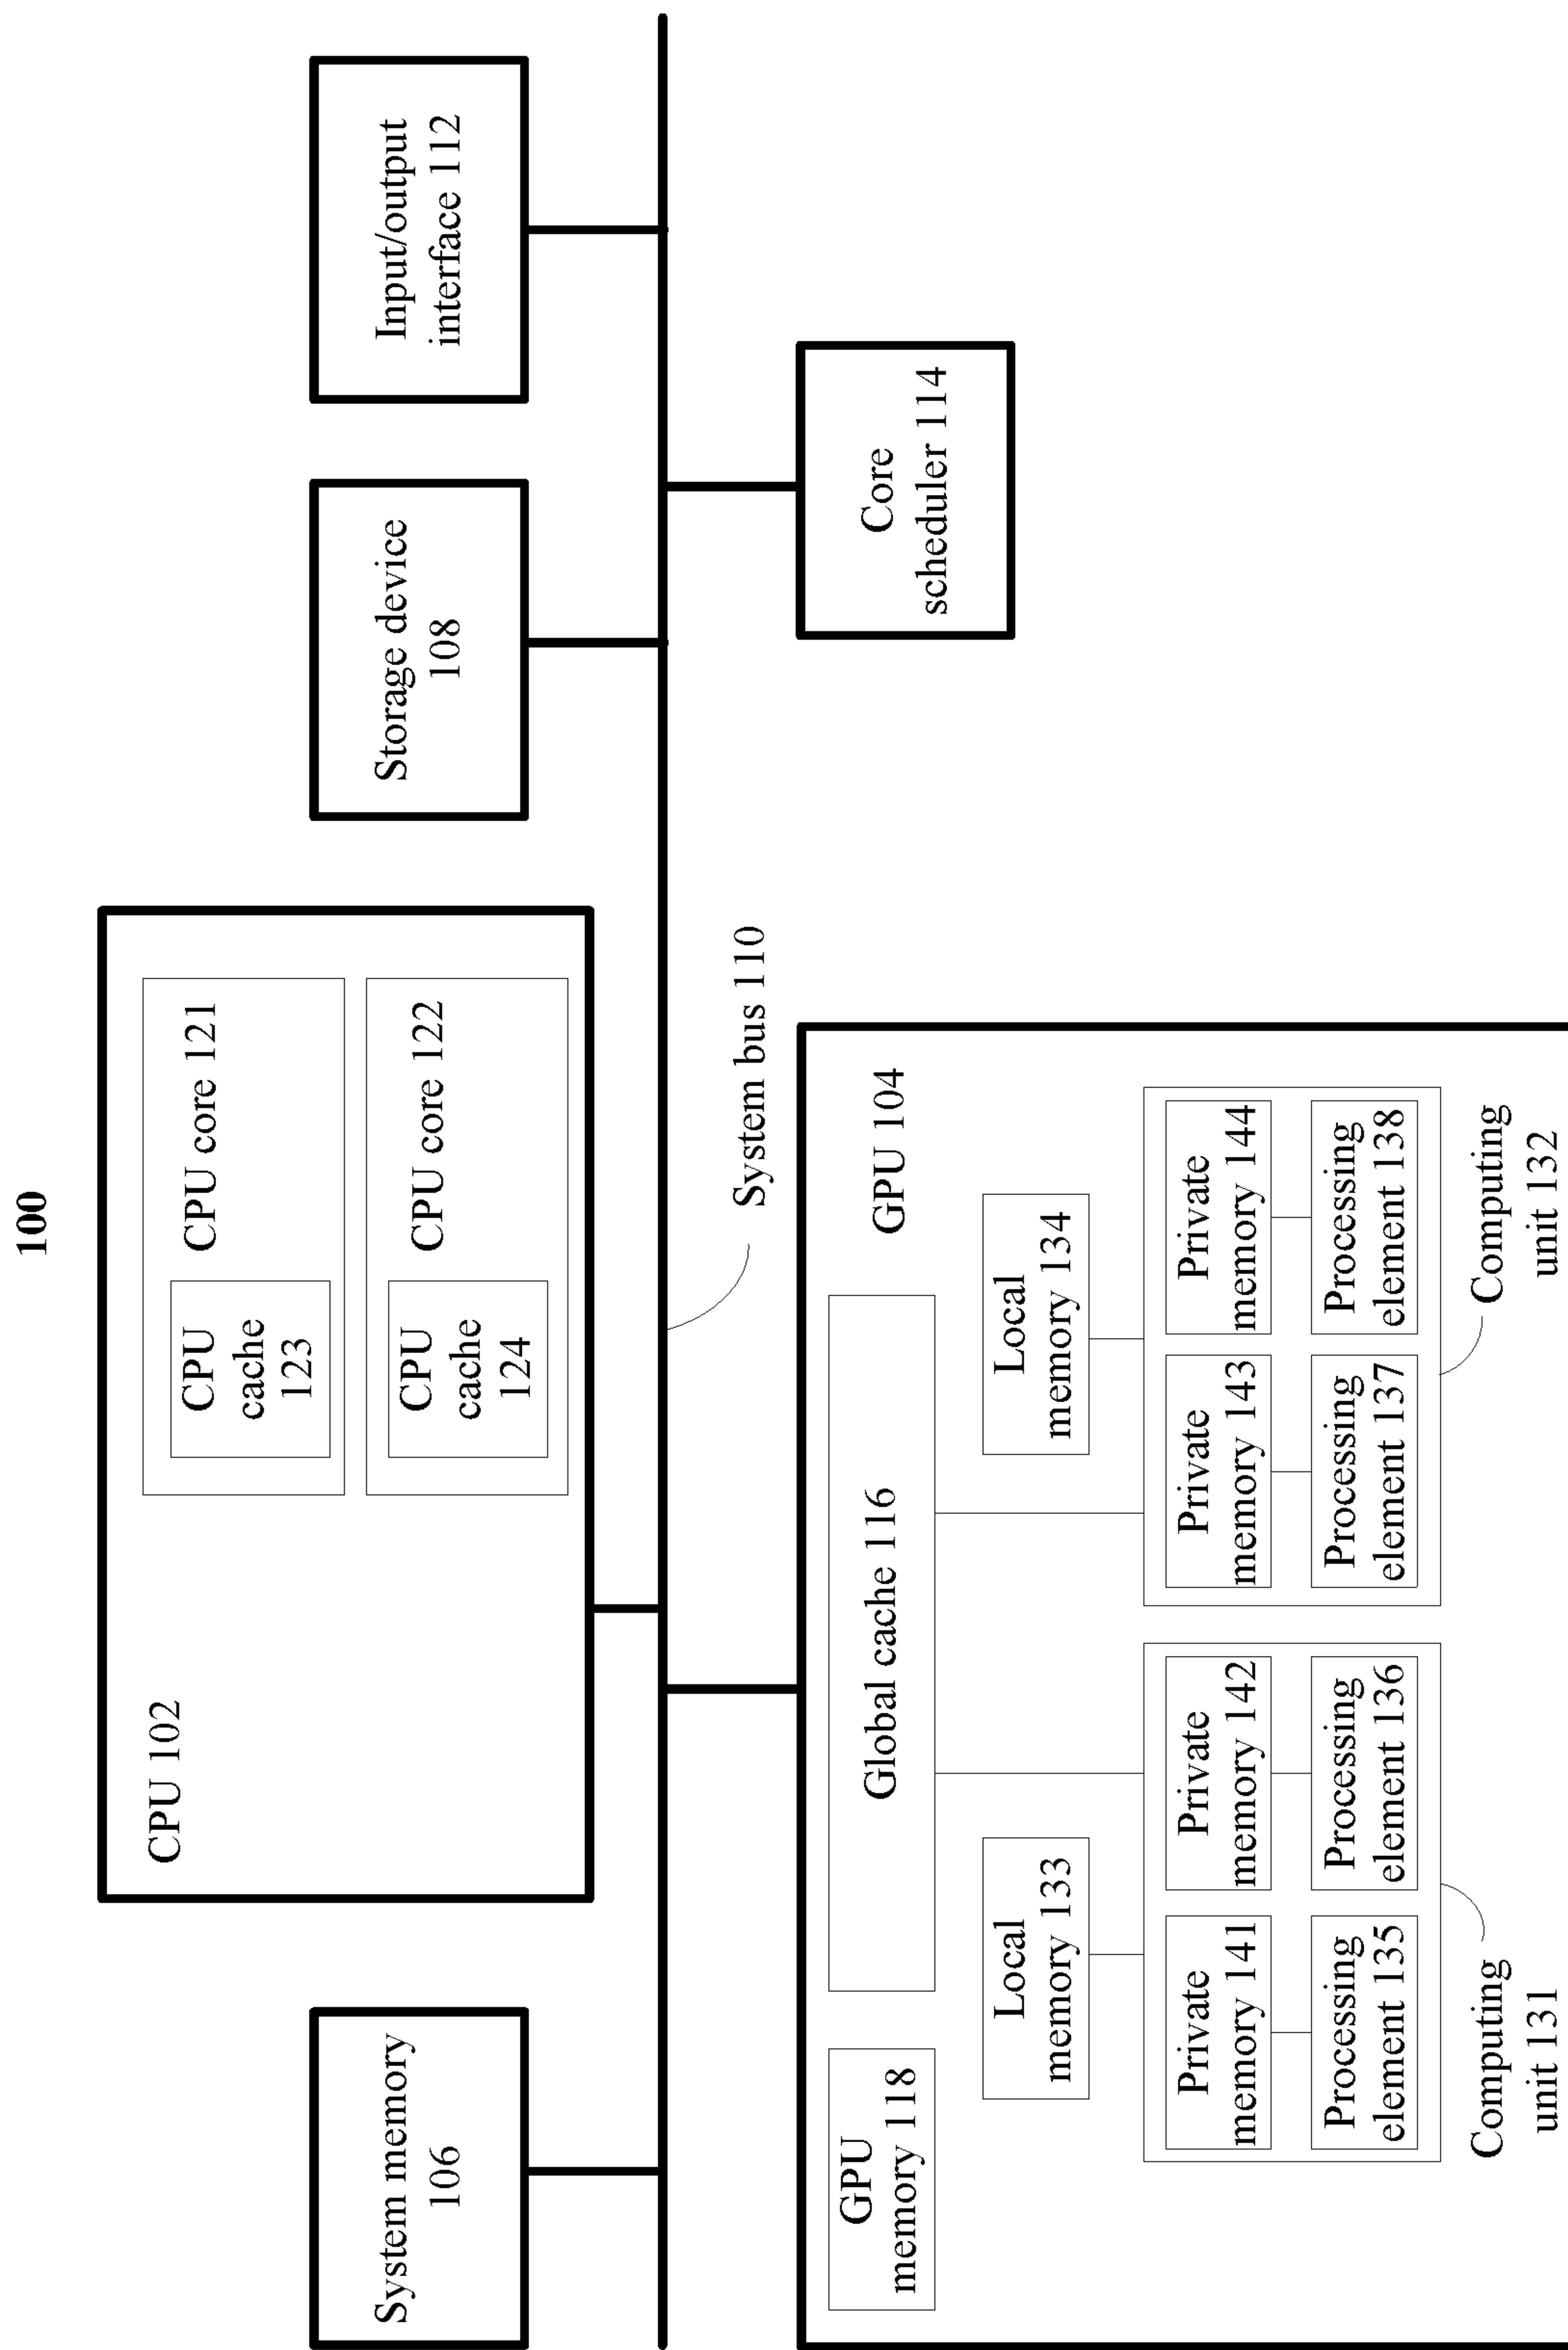 100
System memory
106
CPU 102
CPU
cache
123
CPU core 121
CPU
cache
124
CPU core 122
Storage device
108
Input/output
interface 112
System bus 110
GPU
memory 118
Global cache 116
GPU 104
Local
memory 133
Local
memory 134
Private
memory 141
Private
memory 142
Private
memory 143
Private
memory 144
Processing
element 135
Processing
element 136
Processing
element 137
Processing
element 138
Computing
unit 131
Computing
unit 132
Core
scheduler 114